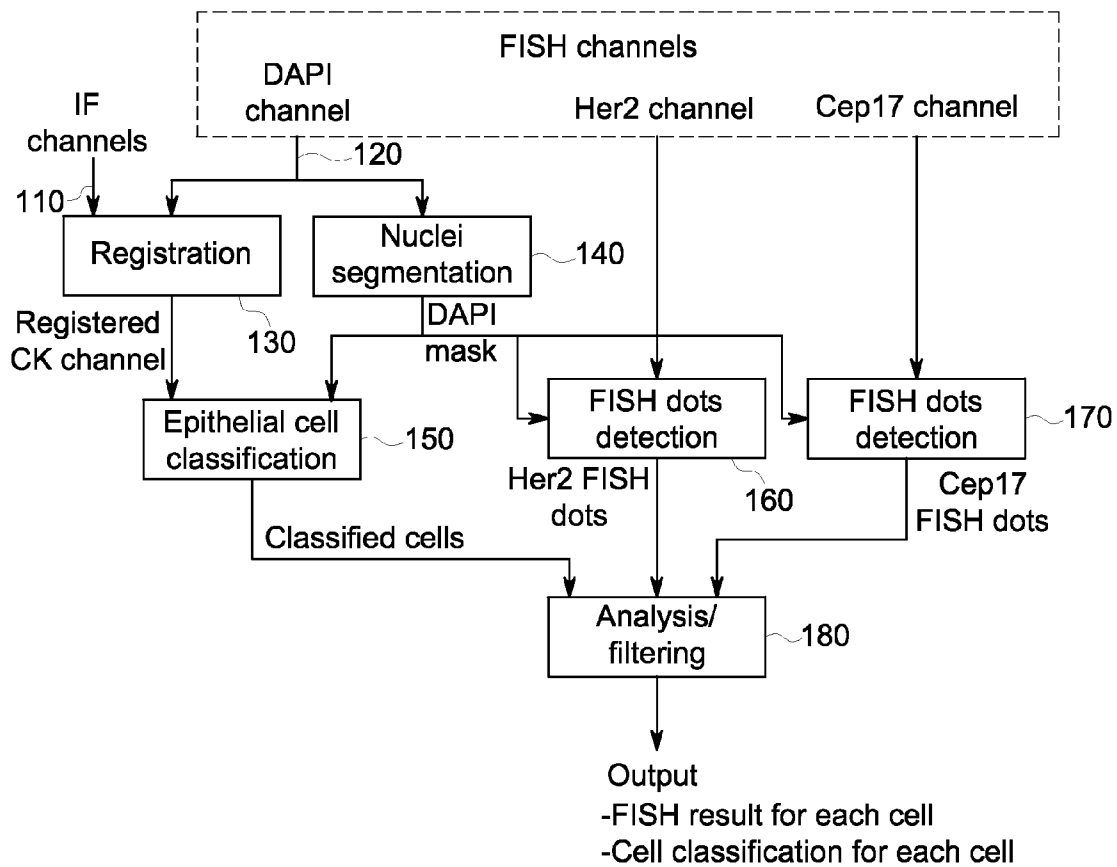 FISH channels
DAPI
channel
Her2 channel
Cep17 channel
IF
channels
120
110
Registration
Nuclei
segmentation
140
Registered
CK channel
130
DAPI
mask
Epithelial cell
classification
150
FISH dots
detection
FISH dots
detection
170
Her2 FISH
dots
160
Cep17
FISH dots
Classified cells
Analysis/
filtering
180
Output
-FISH result for each cell
-Cell classification for each cell